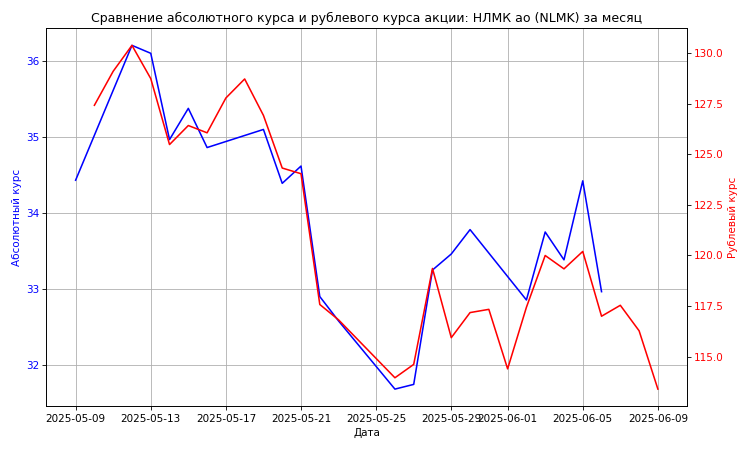 Сравнение абсолютного курса и рублевого курса акции: НЛМК ао (NLMK) за месяц
36
35
34
33
32
Абсолютный курс
130.0
127.5
125.0
122.5
120.0
117.5
115.0
Рублевый курс
2025-05-09 2025-05-13 2025-05-17 2025-05-21 2025-05-25 2025-05-29 2025-06-01 2025-06-05 2025-06-09
Дата